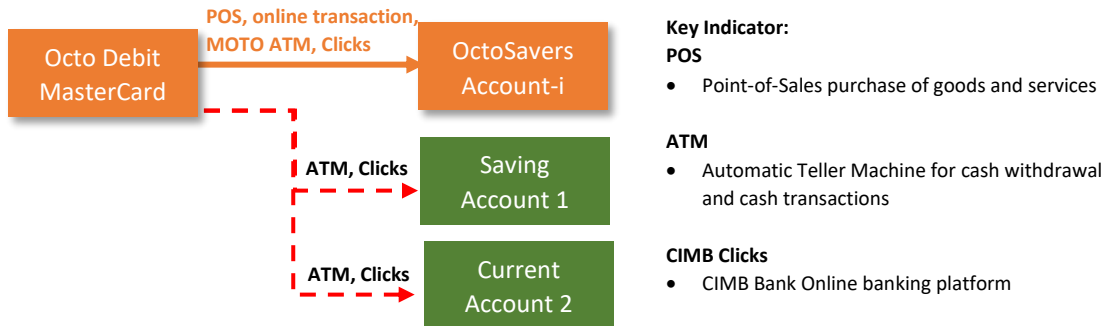 POS, online transaction,
MOTO ATM, Clicks
Octo Debit
MasterCard
OctoSavers
Account-i
ATM, Clicks
Saving
Account 1
ATM, Clicks
Current
Account 2
Key Indicator:
POS
• Point-of-Sales purchase of goods and services
ATM
• Automatic Teller Machine for cash withdrawal
and cash transactions
CIMB Clicks
• CIMB Bank Online banking platform